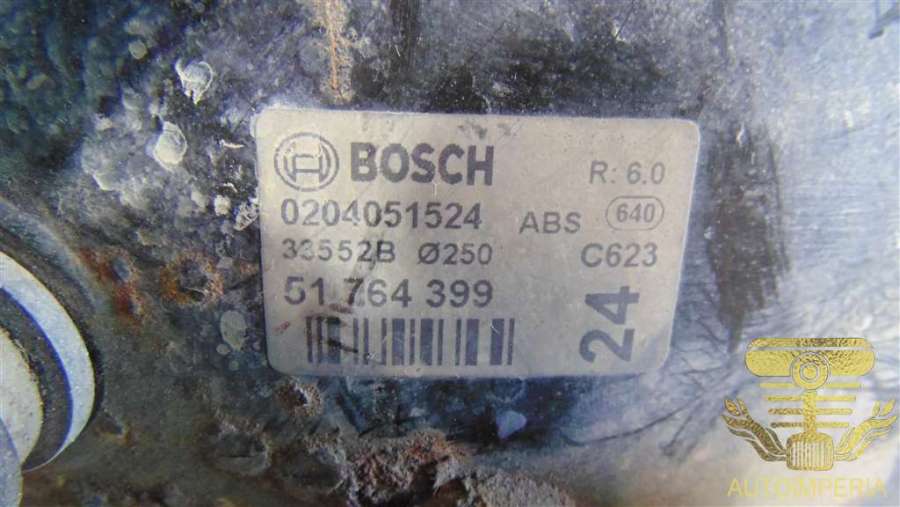 BOSCH R: 6.0
0204051524 ABS 640
33552B Ø250 C623
51 764 399
24
AUTOIMPERIA